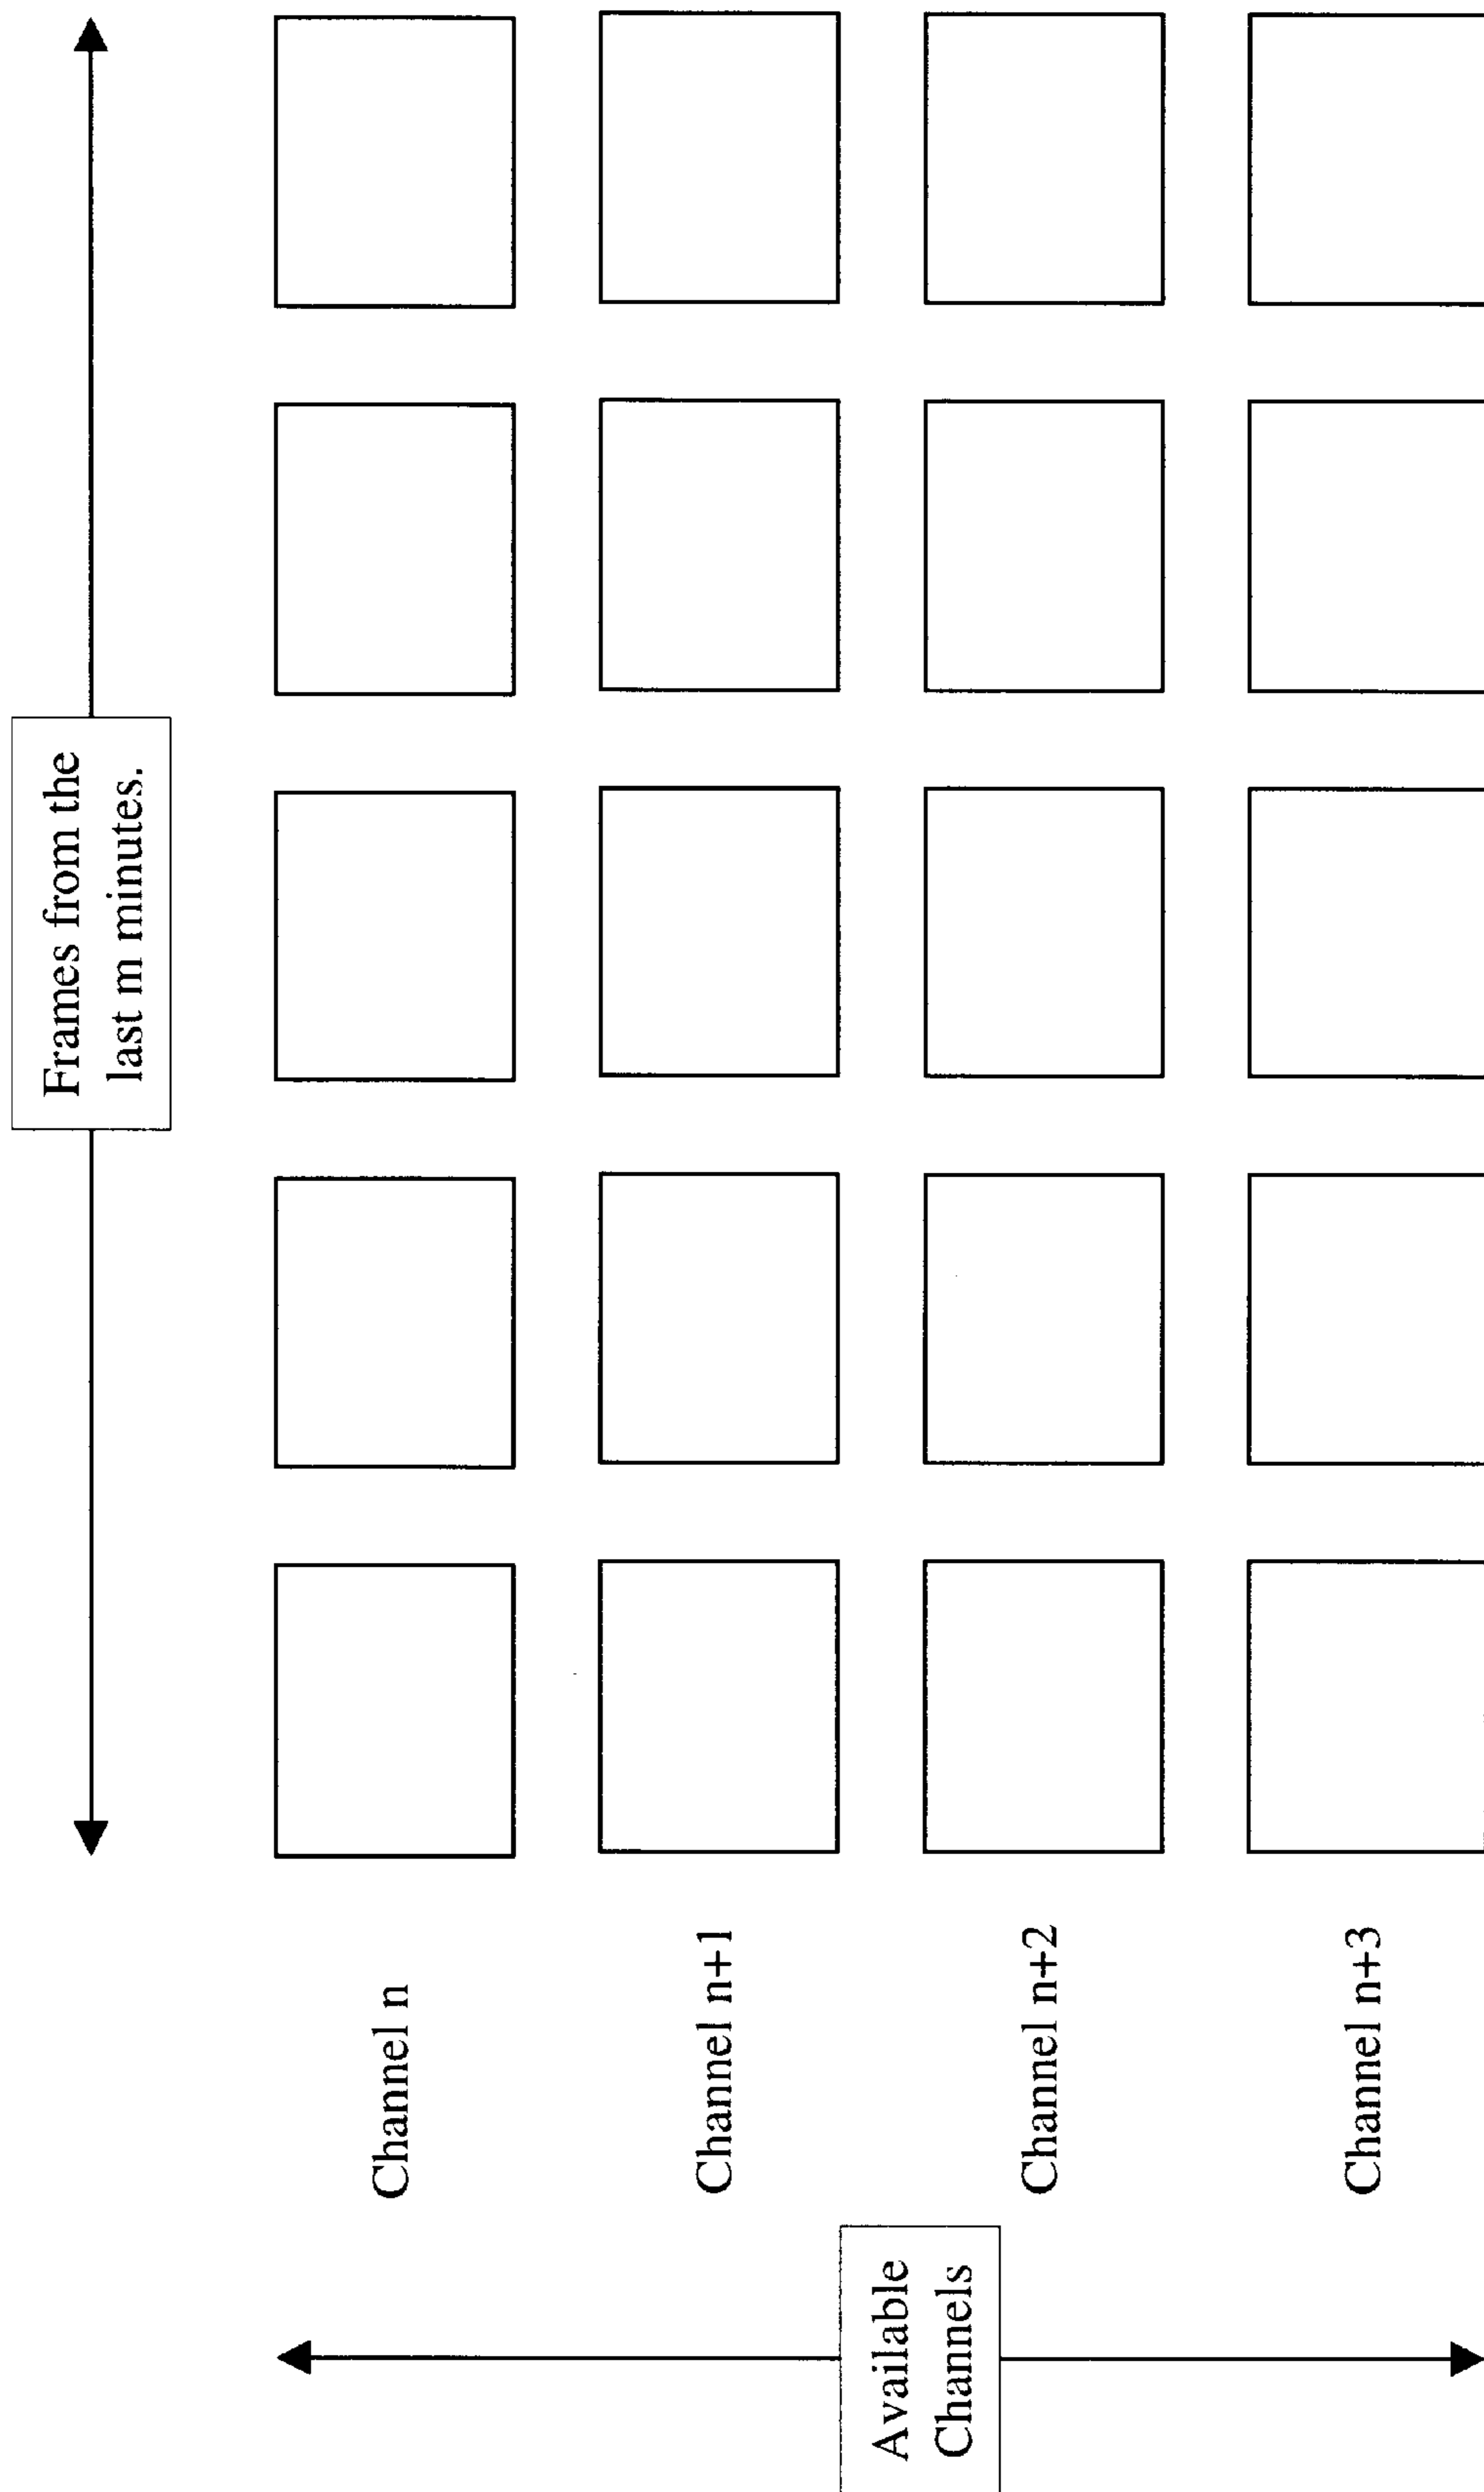 Frames from the
last m minutes.
Channel n
Channel n+1
Channel n+2
Channel n+3
Available
Channels